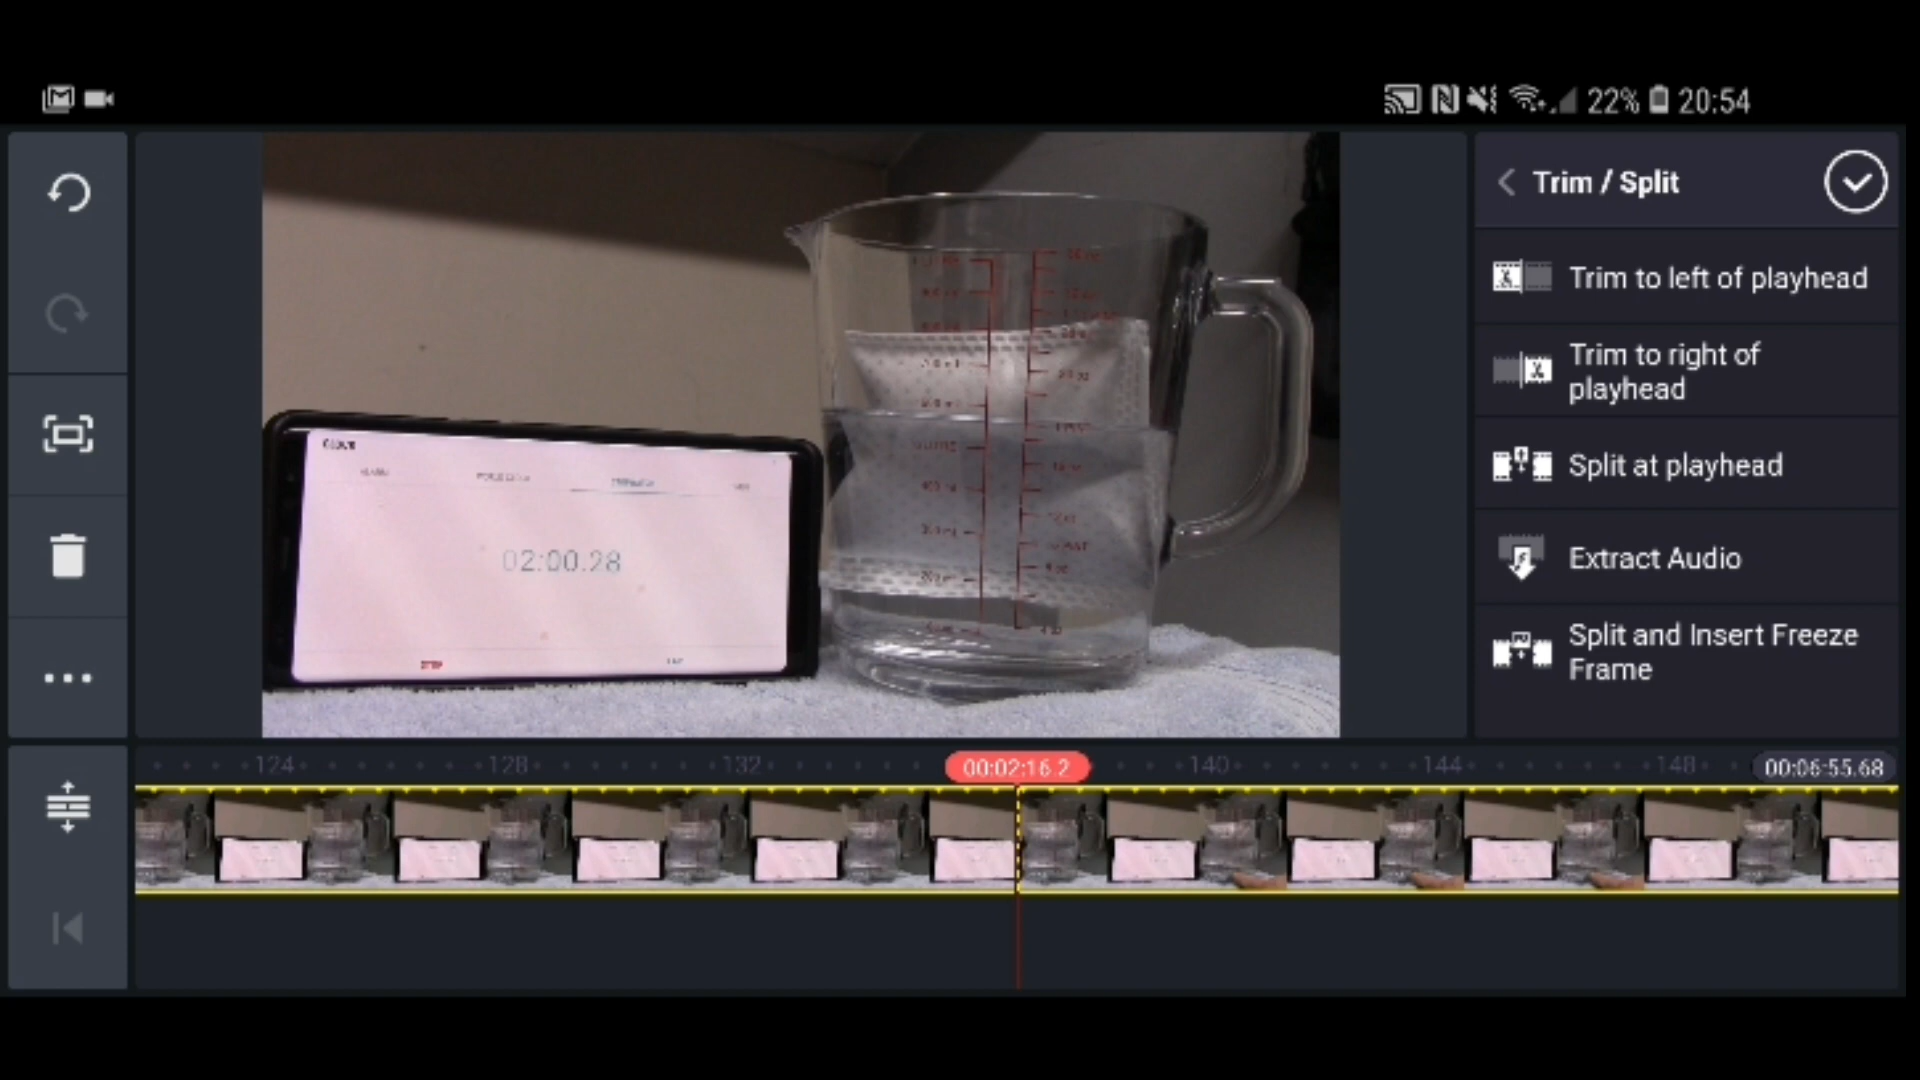 22% 20:54
Trim / Split
Trim to left of playhead
Trim to right of
playhead
Split at playhead
Extract Audio
Split and Insert Freeze
Frame
02:00.28
STOP
124 128 132 00:02:16.2 140 144 148 00:06:55.68